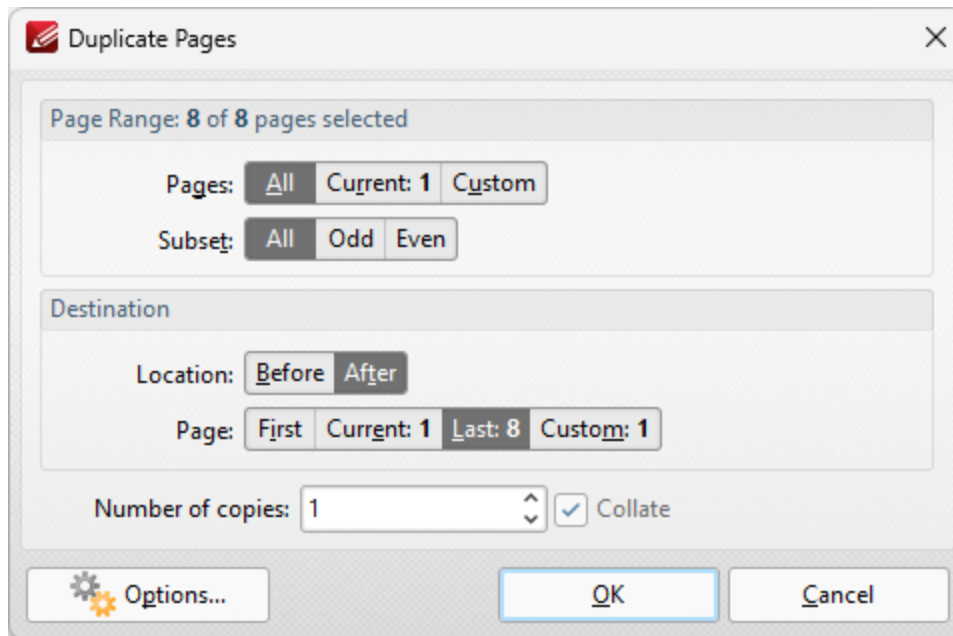 Duplicate Pages
Page Range: 8 of 8 pages selected
Pages: All Current: 1 Custom
Subset: All Odd Even
Destination
Location: Before After
Page: First Current: 1 Last: 8 Custom: 1
Number of copies: 1 Collate
Options... OK Cancel